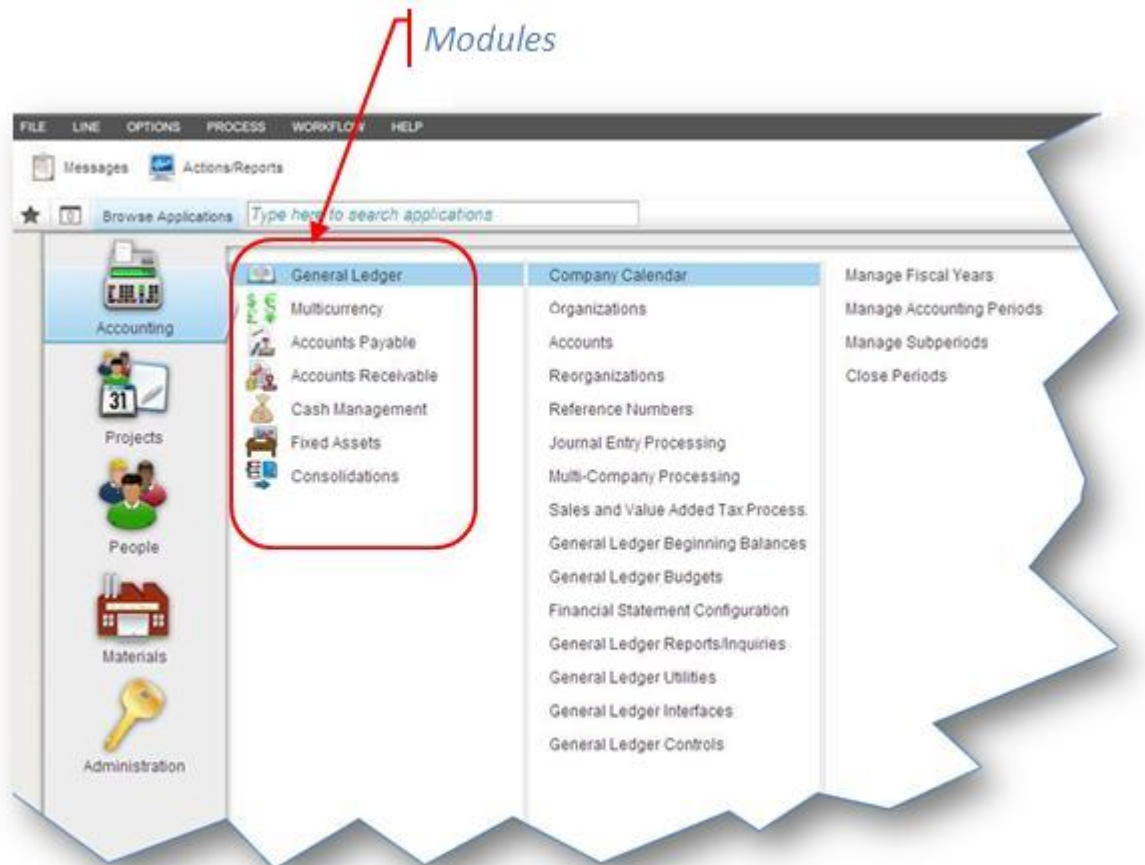 Modules
FILE LINE OPTIONS PROCESS WORKFLOW HELP
Messages Actions/Reports
Browse Applications Type here to search applications
Accounting
Projects
People
Materials
Administration
General Ledger
Multicurrency
Accounts Payable
Accounts Receivable
Cash Management
Fixed Assets
Consolidations
Company Calendar
Organizations
Accounts
Reorganizations
Reference Numbers
Journal Entry Processing
Multi-Company Processing
Sales and Value Added Tax Process
General Ledger Beginning Balances
General Ledger Budgets
Financial Statement Configuration
General Ledger Reports/Inquiries
General Ledger Utilities
General Ledger Interfaces
General Ledger Controls
Manage Fiscal Years
Manage Accounting Periods
Manage Subperiods
Close Periods
31